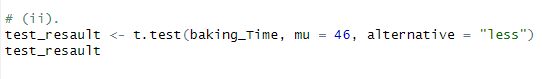 # (ii).
test_resault <- t.test(baking_Time, mu = 46, alternative = "less")
test_resault